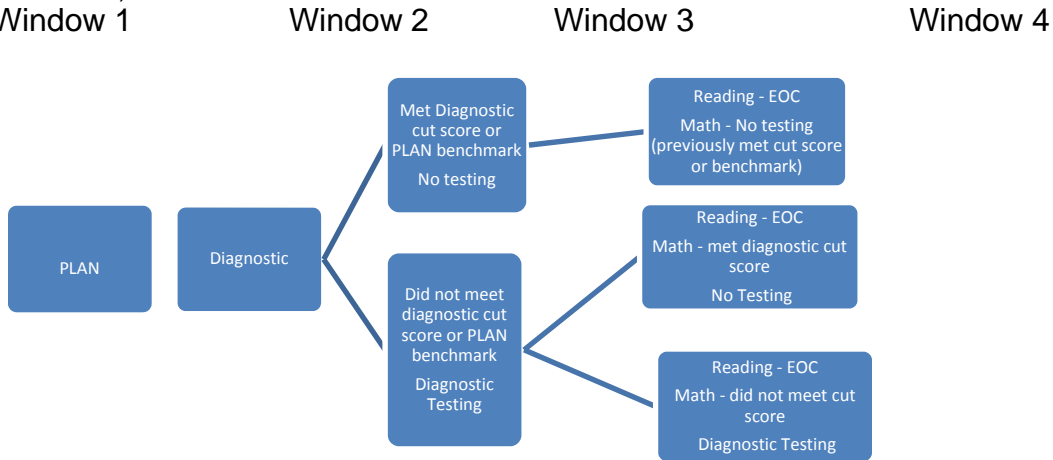 Window 1 Window 2 Window 3 Window 4
PLAN
Diagnostic
Met Diagnostic
cut score or
PLAN benchmark
No testing
Did not meet
diagnostic cut
score or PLAN
benchmark
Diagnostic
Testing
Reading - EOC
Math - No testing
(previously met cut score
or benchmark)
Reading - EOC
Math - met diagnostic cut
score
No Testing
Reading - EOC
Math - did not meet cut
score
Diagnostic Testing